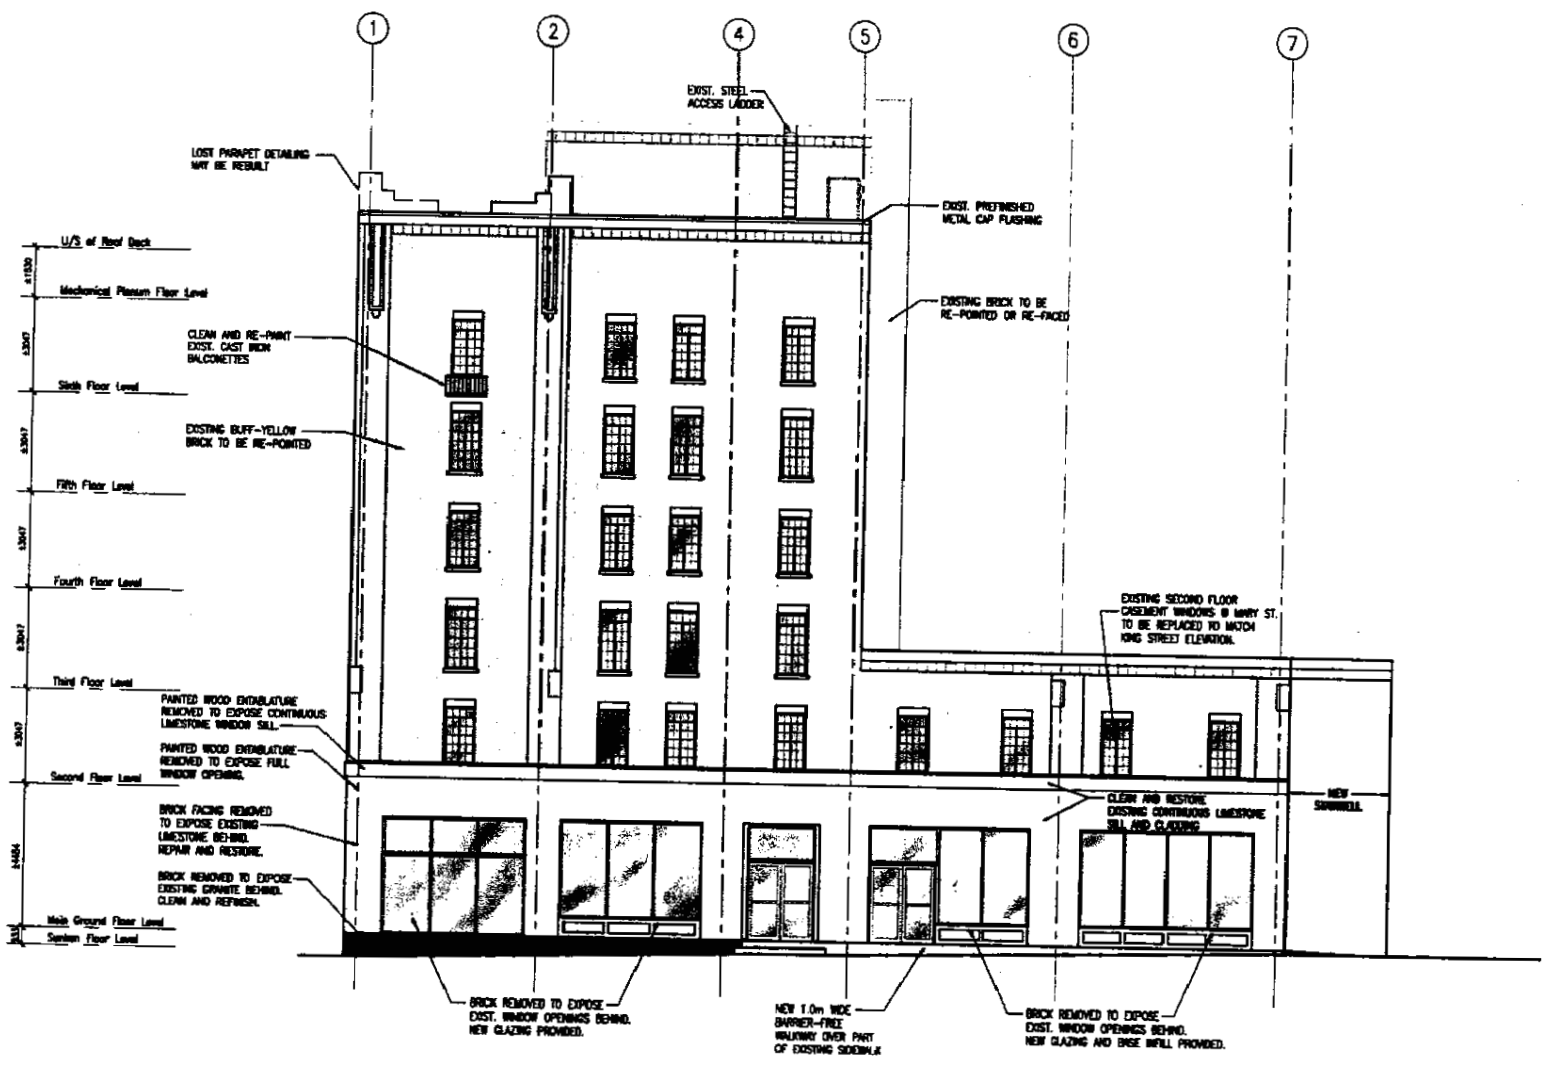 1
2
4
5
6
7
EXIST. STEEL
ACCESS LADDER
LOST PARAPET DETAILING
MAY BE REBUILT
EXIST. PREFINISHED
METAL CAP FLASHING
U/S of Roof Deck
±1530
Mechanical Plenum Floor Level
EXISTING BRICK TO BE
RE-POINTED OR RE-FACED
±3047
CLEAN AND RE-PAINT
EXIST. CAST IRON
BALCONETTES
Sixth Floor Level
±3047
EXISTING BUFF-YELLOW
BRICK TO BE RE-POINTED
Fifth Floor Level
±3047
Fourth Floor Level
±3047
EXISTING SECOND FLOOR
CASEMENT WINDOWS @ MARY ST.
TO BE REPLACED TO MATCH
KING STREET ELEVATION.
Third Floor Level
±3047
PAINTED WOOD ENTABLATURE
REMOVED TO EXPOSE CONTINUOUS
LIMESTONE WINDOW SILL.
PAINTED WOOD ENTABLATURE
REMOVED TO EXPOSE FULL
WINDOW OPENING.
Second Floor Level
±4404
CLEAN AND RESTORE
EXISTING CONTINUOUS LIMESTONE
SILL AND CLADDING
NEW
STAIRWELL
BRICK FACING REMOVED
TO EXPOSE EXISTING
LIMESTONE BEHIND.
REPAIR AND RESTORE.
BRICK REMOVED TO EXPOSE
EXISTING GRANITE BEHIND.
CLEAN AND REFINISH.
Main Ground Floor Level
Sunken Floor Level
BRICK REMOVED TO EXPOSE
EXIST. WINDOW OPENINGS BEHIND.
NEW GLAZING PROVIDED.
NEW 1.0m WIDE
BARRIER-FREE
WALKWAY OVER PART
OF EXISTING SIDEWALK
BRICK REMOVED TO EXPOSE
EXIST. WINDOW OPENINGS BEHIND.
NEW GLAZING AND BASE INFILL PROVIDED.